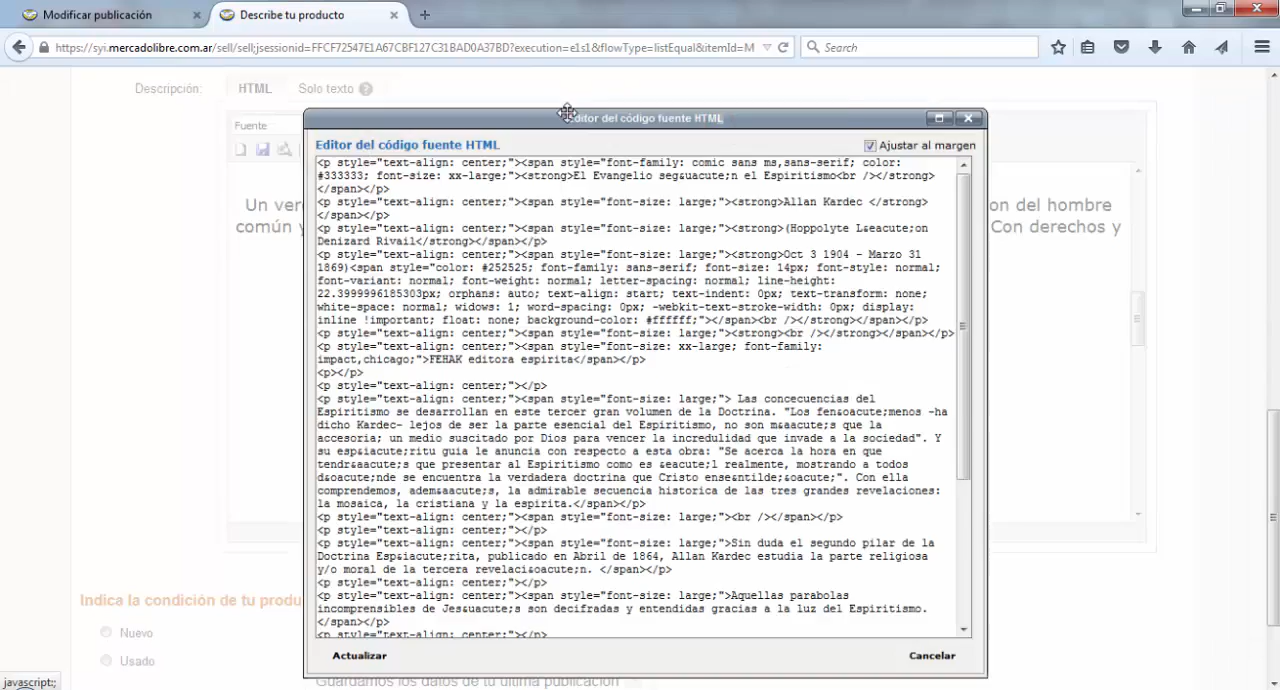 Modificar publicación
Describe tu producto
https://syi.mercadolibre.com.ar/sell/sell;jsessionid=FFCF72547E1A67CBF127C31BAD0A37BD?execution=e1s1&flowType=listEqual&itemId=M
Search
Descripción:
HTML
Solo texto
Fuente
Editor del código fuente HTML
Editor del código fuente HTML
Ajustar al margen
Un ver
on del hombre
común y
Con derechos y
<p style="text-align: center;"><span style="font-family: comic sans ms,sans-serif; color:
#333333; font-size: xx-large;"><strong>El Evangelio seg&uacute;n el Espiritismo<br /></strong>
</span></p>
<p style="text-align: center;"><span style="font-size: large;"><strong>Allan Kardec </strong>
</span></p>
<p style="text-align: center;"><span style="font-size: large;"><strong>(Hoppolyte L&eacute;on
Denizard Rivail</strong></span></p>
<p style="text-align: center;"><span style="font-size: large;"><strong>Oct 3 1904 - Marzo 31
1869)<span style="color: #252525; font-family: sans-serif; font-size: 14px; font-style: normal;
font-variant: normal; font-weight: normal; letter-spacing: normal; line-height:
22.3999996185303px; orphans: auto; text-align: start; text-indent: 0px; text-transform: none;
white-space: normal; widows: 1; word-spacing: 0px; -webkit-text-stroke-width: 0px; display:
inline !important; float: none; background-color: #ffffff;"></span><br /></strong></span></p>
<p style="text-align: center;"><span style="font-size: large;"><strong><br /></strong></span></p>
<p style="text-align: center;"><span style="font-size: xx-large; font-family:
impact,chicago;">FEHAK editora espirita</span></p>
<p></p>
<p style="text-align: center;"></p>
<p style="text-align: center;"><span style="font-size: large;"> Las concecuencias del
Espiritismo se desarrollan en este tercer gran volumen de la Doctrina. "Los fen&oacute;menos -ha
dicho Kardec- lejos de ser la parte esencial del Espiritismo, no son m&aacute;s que la
accesoria; un medio suscitado por Dios para vencer la incredulidad que invade a la sociedad". Y
su esp&iacute;ritu guia le anuncia con respecto a esta obra: "Se acerca la hora en que
tendr&aacute;s que presentar al Espiritismo como es &eacute;l realmente, mostrando a todos
d&oacute;nde se encuentra la verdadera doctrina que Cristo ense&ntilde;&oacute;". Con ella
comprendemos, adem&aacute;s, la admirable secuencia historica de las tres grandes revelaciones:
la mosaica, la cristiana y la espirita.</span></p>
<p style="text-align: center;"><span style="font-size: large;"><br /></span></p>
<p style="text-align: center;"></p>
<p style="text-align: center;"><span style="font-size: large;">Sin duda el segundo pilar de la
Doctrina Esp&iacute;rita, publicado en Abril de 1864, Allan Kardec estudia la parte religiosa
y/o moral de la tercera revelaci&oacute;n. </span></p>
<p style="text-align: center;"></p>
<p style="text-align: center;"><span style="font-size: large;">Aquellas parabolas
incomprensibles de Jes&uacute;s son decifradas y entendidas gracias a la luz del Espiritismo.
</span></p>
<p style="text-align: center;"></p>
Actualizar
Cancelar
Indica la condición de tu produ
Nuevo
Usado
Guardamos los datos de tu última publicación
javascript:;